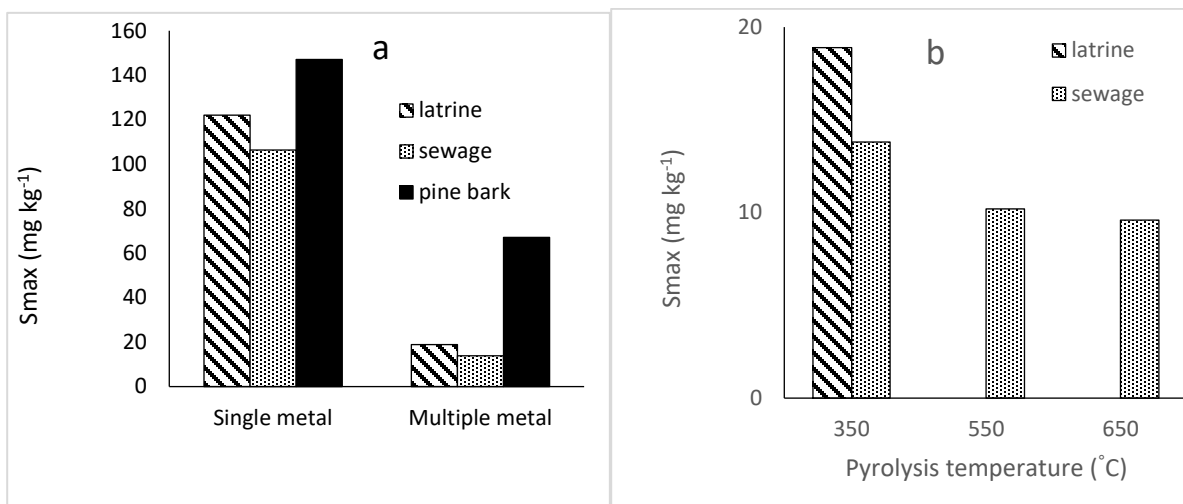 a
160
140
120
100
80
60
40
20
0
Smax (mg kg-1)
latrine
sewage
pine bark
Single metal
Multiple metal
b
20
10
0
Smax (mg kg-1)
latrine
sewage
350
550
650
Pyrolysis temperature (°C)